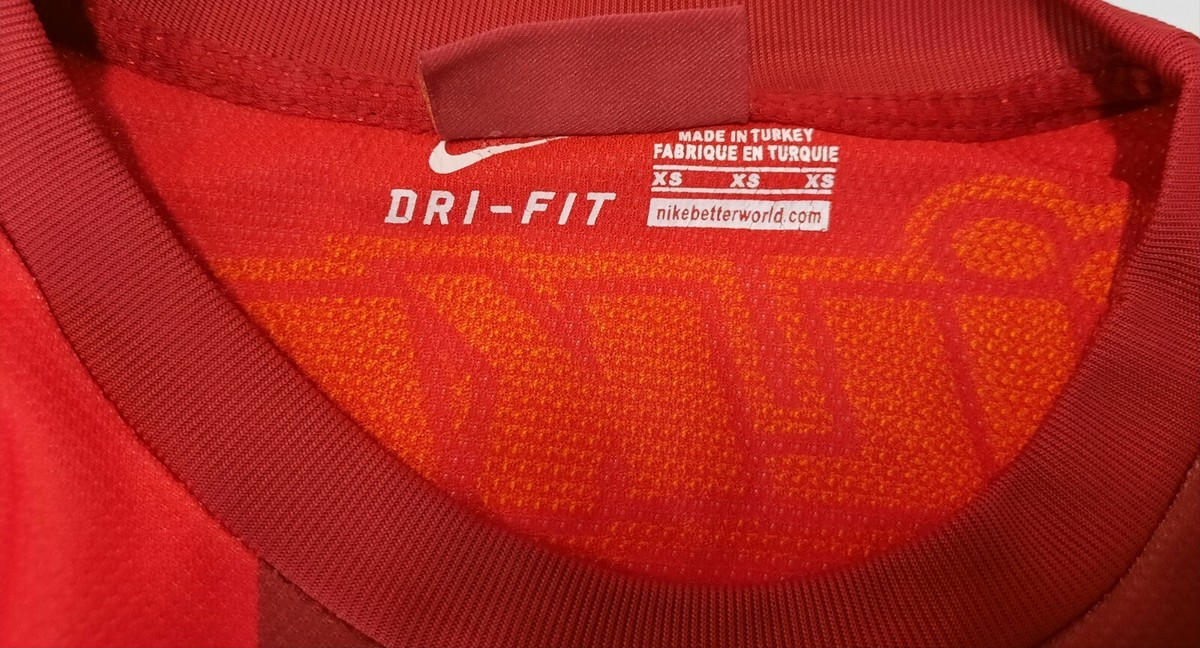 MADE IN TURKEY
FABRIQUE EN TURQUIE
XS XS XS
DRI-FIT
nikebetterworld.com